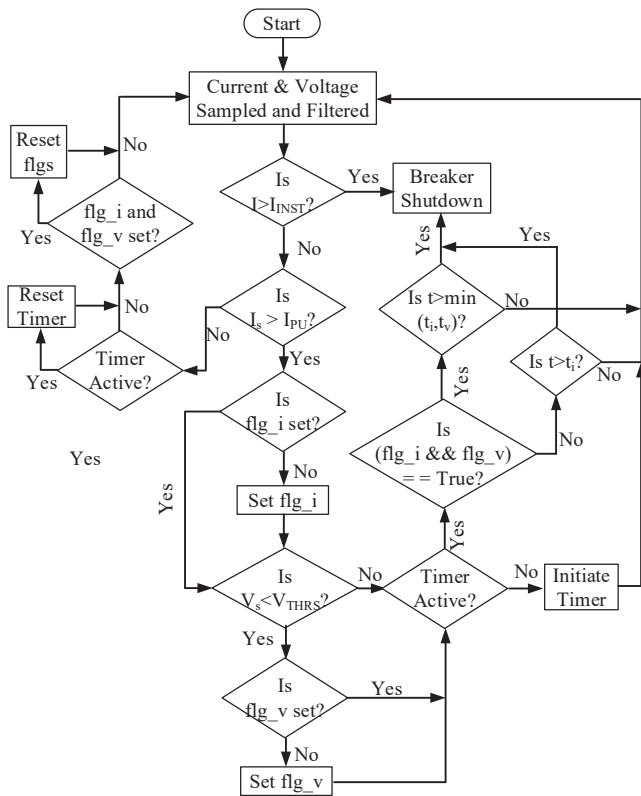 Start
Current & Voltage
Sampled and Filtered
No
Reset
flgs
Yes
flg_i and
flg_v set?
No
Reset
Timer
Yes
Timer
Active?
Yes
Is
I>I_INST?
Yes
Breaker
Shutdown
No
Is
I_s > I_PU?
No
Yes
Is
flg_i set?
Yes
No
Set flg_i
Is
V_s<V_THRS?
No
Yes
Is
flg_v set?
Yes
No
Set flg_v
Timer
Active?
No
Initiate
Timer
Yes
Is
(flg_i && flg_v)
= = True?
No
Yes
Is t>min
(t_i,t_v)?
No
Yes
Is t>t_i?
No
Yes